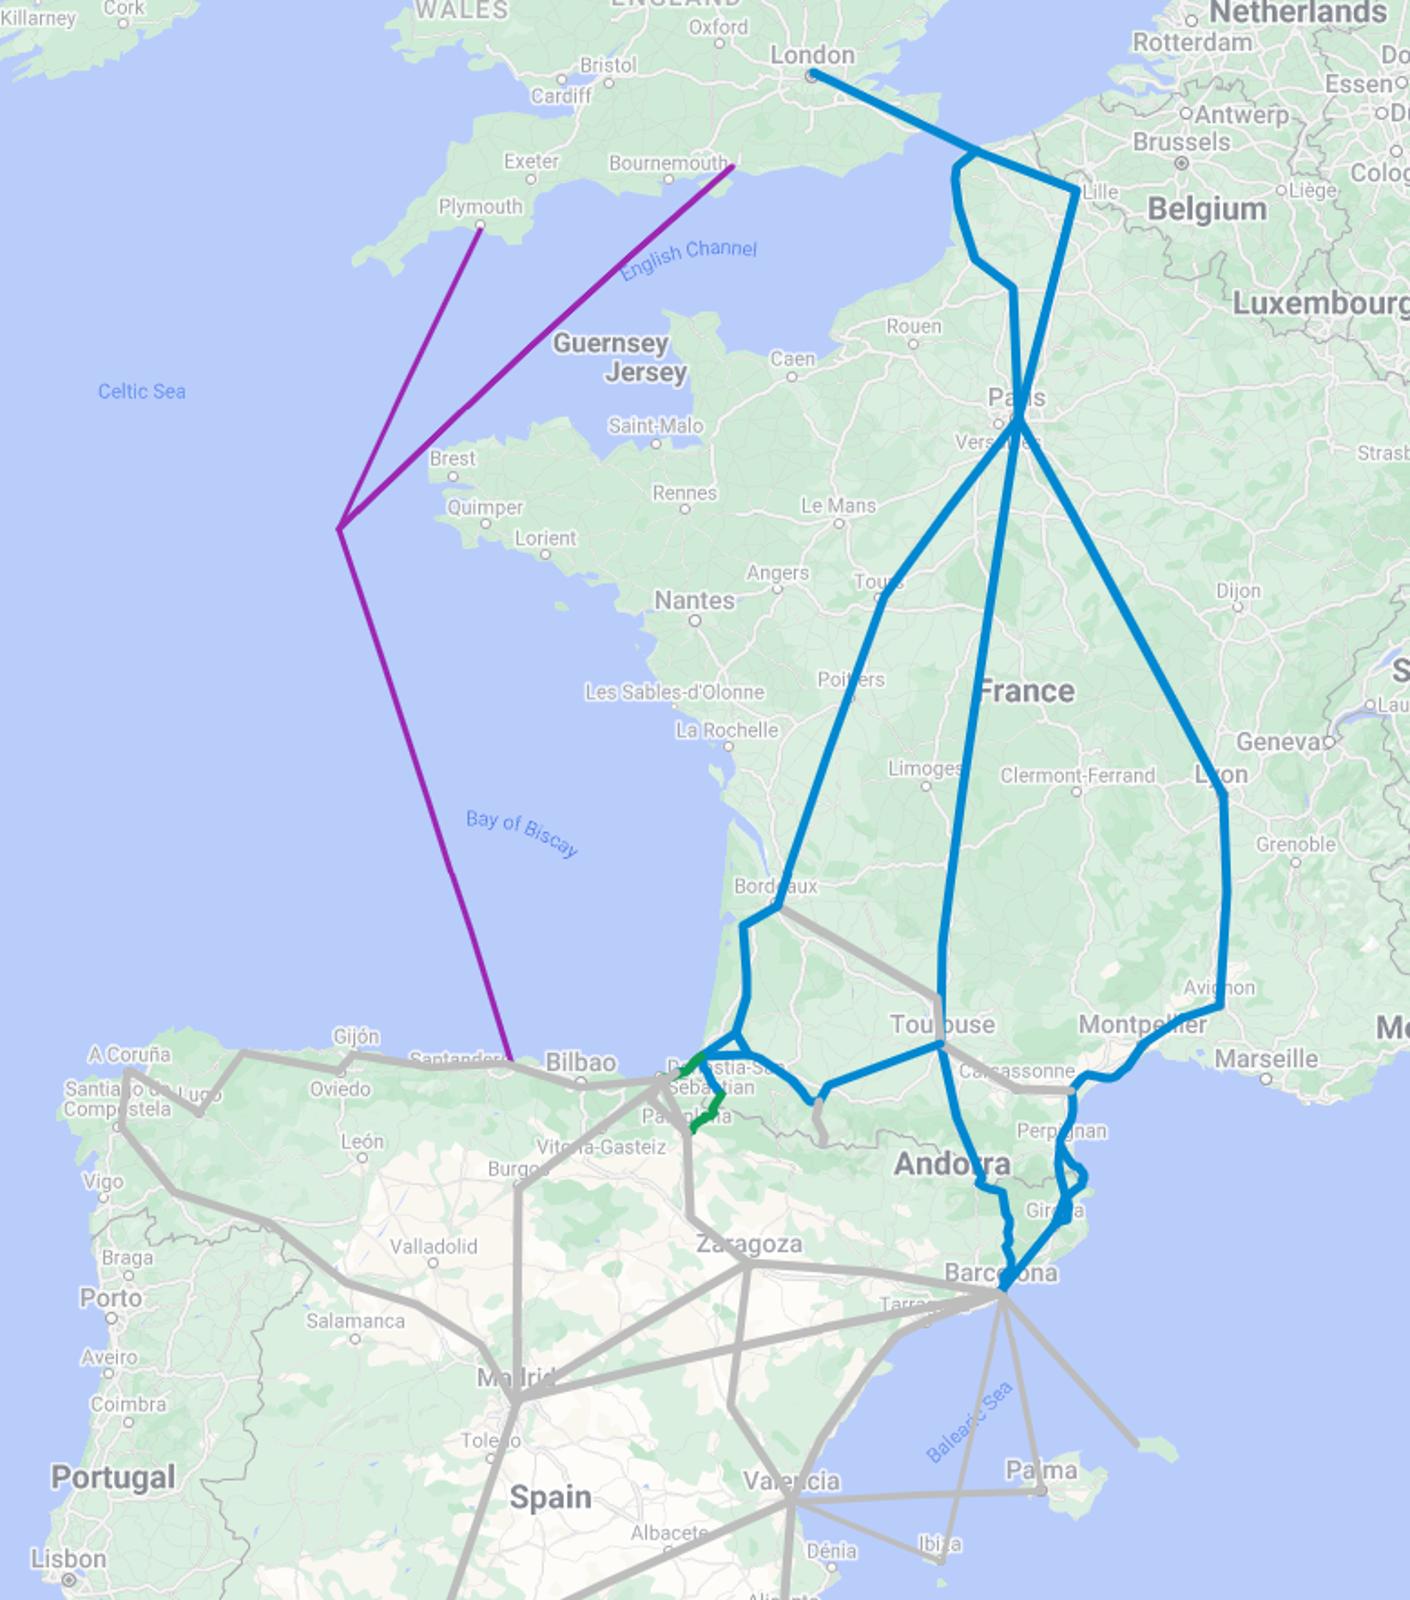 Killarney
Cork
WALES
ENGLAND
Oxford
Netherlands
Rotterdam
London
Bristol
Cardiff
Essen
Antwerp
Brussels
Exeter
Bournemouth
Lille
Liège
Belgium
Plymouth
English Channel
Luxembourg
Rouen
Guernsey
Jersey
Caen
Celtic Sea
Paris
Versailles
Saint-Malo
Brest
Rennes
Quimper
Le Mans
Lorient
Angers
Tours
Nantes
Dijon
Les Sables-d'Olonne
Poitiers
France
La Rochelle
Geneva
Limoges
Clermont-Ferrand
Lyon
Bay of Biscay
Grenoble
Bordeaux
Avignon
Toulouse
Montpellier
Marseille
A Coruña
Gijón
Santander
Bilbao
Sebastian
Carcassonne
Santiago de
Compostela
Lugo
Oviedo
Pamplona
León
Vitoria-Gasteiz
Perpignan
Andorra
Vigo
Burgos
Girona
Braga
Valladolid
Zaragoza
Porto
Barcelona
Salamanca
Aveiro
Madrid
Coimbra
Toledo
Balearic Sea
Portugal
Spain
Valencia
Palma
Albacete
Lisbon
Dénia
Ibiza